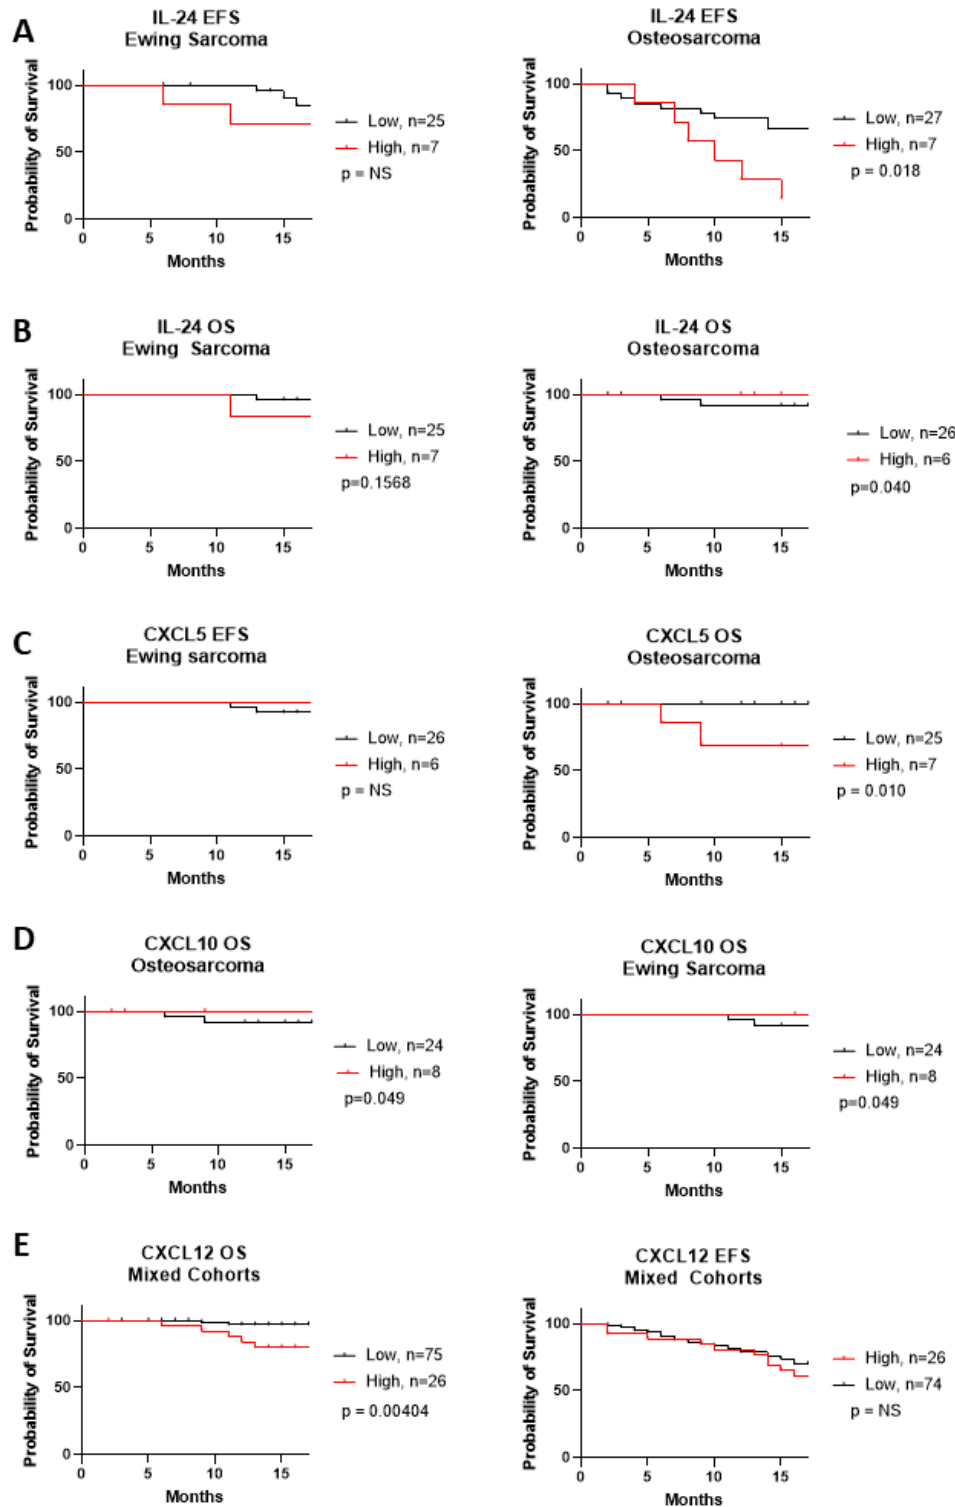 A
IL-24 EFS
Ewing Sarcoma
Probability of Survival
100
50
0
0 5 10 15
Months
Low, n=25
High, n=7
p = NS
IL-24 EFS
Osteosarcoma
Probability of Survival
100
50
0
0 5 10 15
Months
Low, n=27
High, n=7
p = 0.018
B
IL-24 OS
Ewing Sarcoma
Probability of Survival
100
50
0
0 5 10 15
Months
Low, n=25
High, n=7
p=0.1568
IL-24 OS
Osteosarcoma
Probability of Survival
100
50
0
0 5 10 15
Months
Low, n=26
High, n=6
p=0.040
C
CXCL5 EFS
Ewing sarcoma
Probability of Survival
100
50
0
0 5 10 15
Months
Low, n=26
High, n=6
p = NS
CXCL5 OS
Osteosarcoma
Probability of Survival
100
50
0
0 5 10 15
Months
Low, n=25
High, n=7
p = 0.010
D
CXCL10 OS
Osteosarcoma
Probability of Survival
100
50
0
0 5 10 15
Months
Low, n=24
High, n=8
p=0.049
CXCL10 OS
Ewing Sarcoma
Probability of Survival
100
50
0
0 5 10 15
Months
Low, n=24
High, n=8
p=0.049
E
CXCL12 OS
Mixed Cohorts
Probability of Survival
100
50
0
0 5 10 15
Months
Low, n=75
High, n=26
p = 0.00404
CXCL12 EFS
Mixed Cohorts
Probability of Survival
100
50
0
0 5 10 15
Months
High, n=26
Low, n=74
p = NS